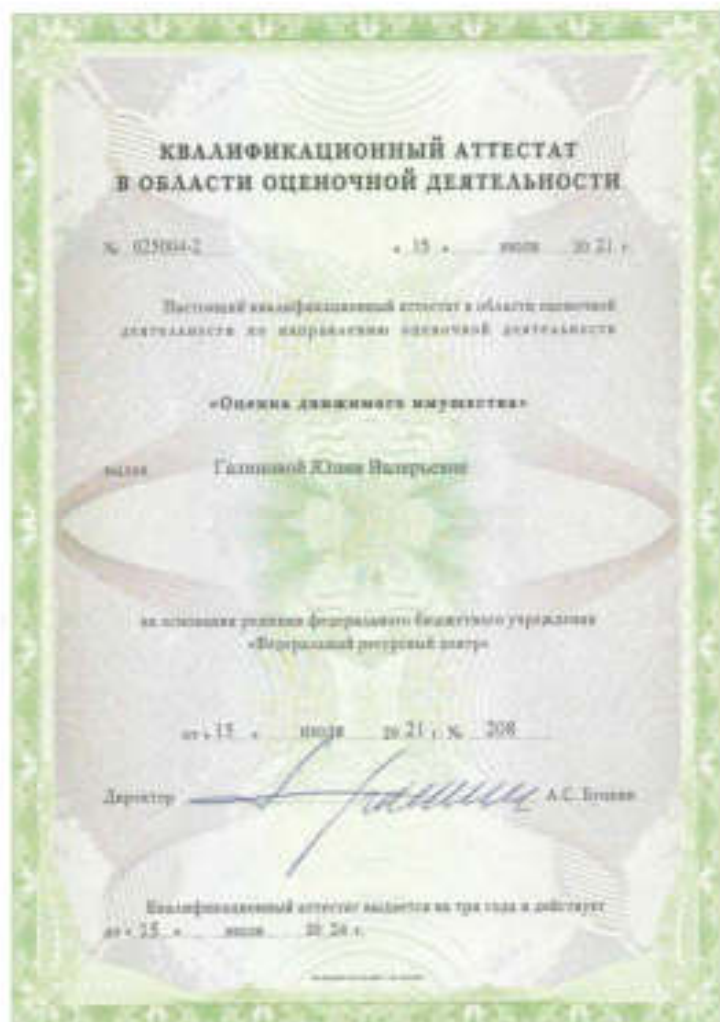 КВАЛИФИКАЦИОННЫЙ АТТЕСТАТ
В ОБЛАСТИ ОЦЕНОЧНОЙ ДЕЯТЕЛЬНОСТИ
№ 025004-2 « 15 » июля 20 21 г.
Настоящий квалификационный аттестат в области оценочной
деятельности по направлению оценочной деятельности
«Оценка движимого имущества»
выдан Галиновой Юлии Валерьевне
на основании решения федерального бюджетного учреждения
«Федеральный ресурсный центр»
от « 15 » июля 20 21 г. № 208
Директор А.С.
Квалификационный аттестат выдается на три года и действует
до « 15 » июля 20 24 г.